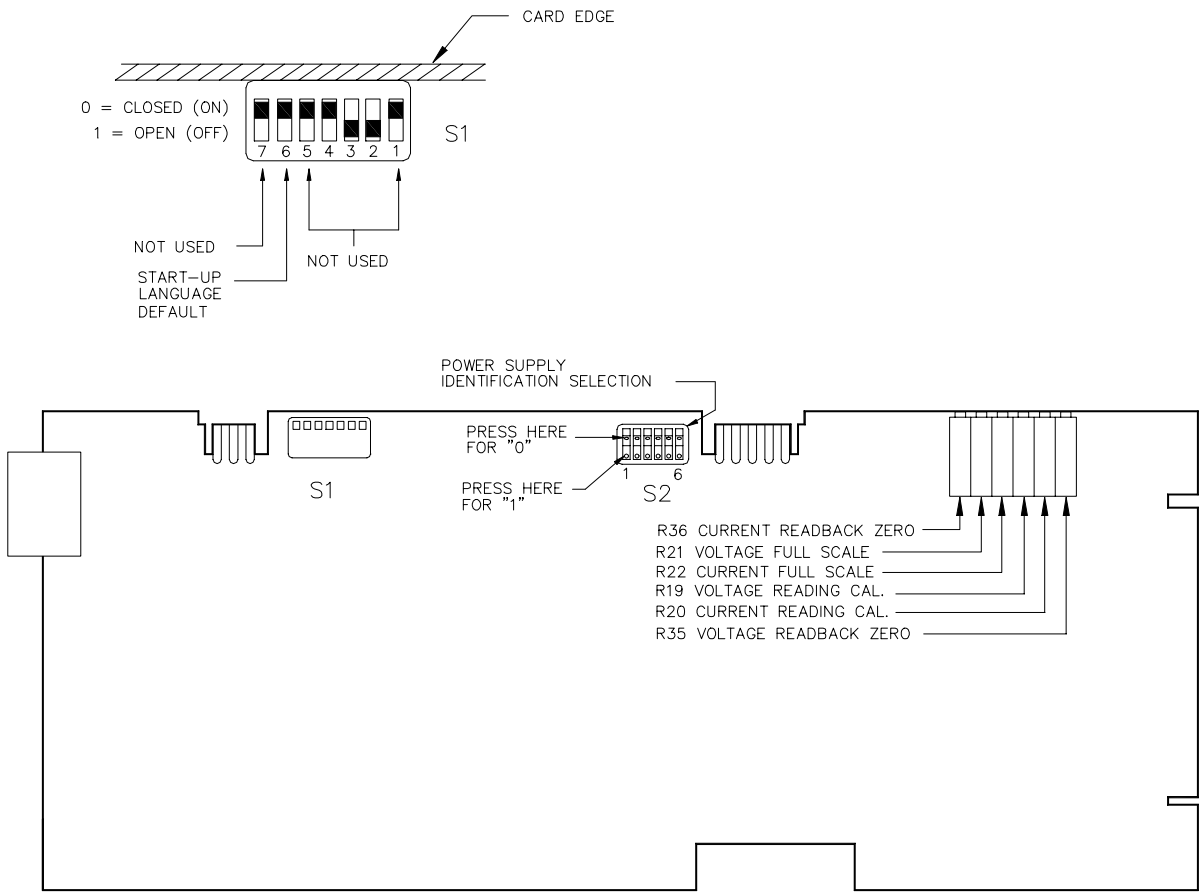 CARD EDGE
0 = CLOSED (ON)
1 = OPEN (OFF)
S1
7 6 5 4 3 2 1
NOT USED
NOT USED
START-UP
LANGUAGE
DEFAULT
POWER SUPPLY
IDENTIFICATION SELECTION
PRESS HERE
FOR "0"
1 6
S1
S2
PRESS HERE
FOR "1"
R36 CURRENT READBACK ZERO
R21 VOLTAGE FULL SCALE
R22 CURRENT FULL SCALE
R19 VOLTAGE READING CAL.
R20 CURRENT READING CAL.
R35 VOLTAGE READBACK ZERO